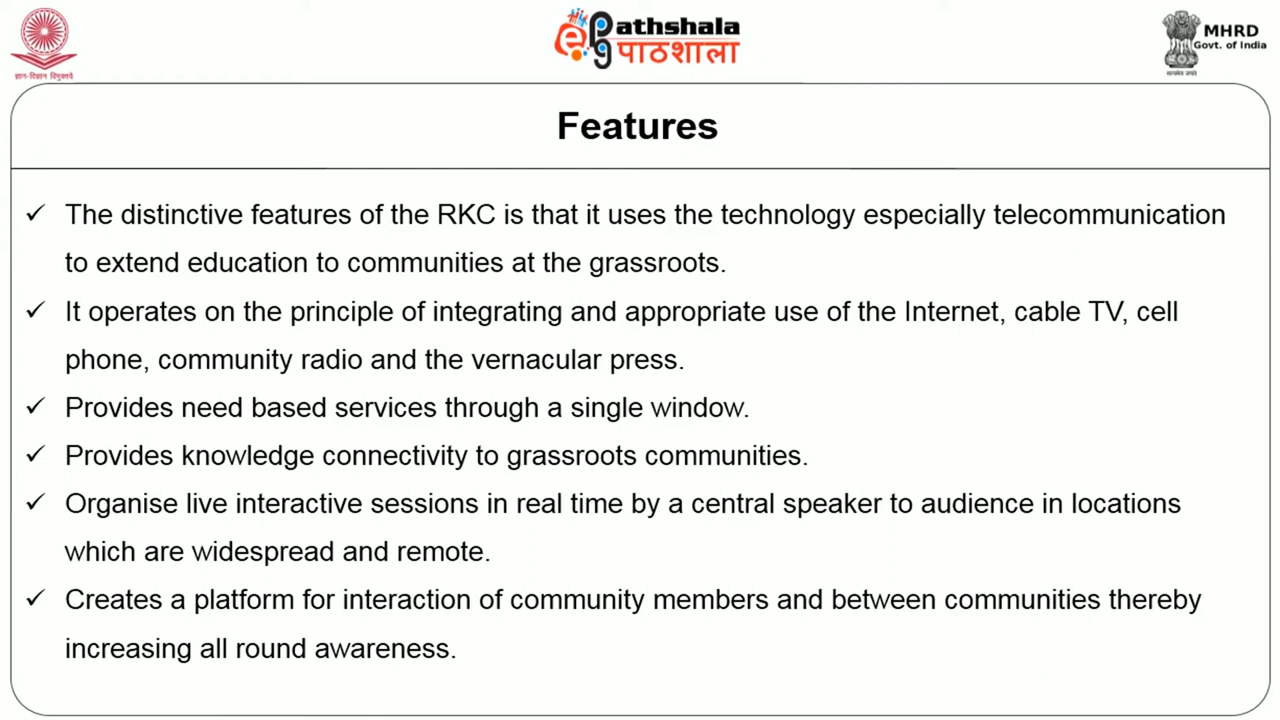 ज्ञान-विज्ञान विमुक्तये
ePathshala
पाठशाला
MHRD
Govt. of India
सत्यमेव जयते
Features
✓ The distinctive features of the RKC is that it uses the technology especially telecommunication
to extend education to communities at the grassroots.
✓ It operates on the principle of integrating and appropriate use of the Internet, cable TV, cell
phone, community radio and the vernacular press.
✓ Provides need based services through a single window.
✓ Provides knowledge connectivity to grassroots communities.
✓ Organise live interactive sessions in real time by a central speaker to audience in locations
which are widespread and remote.
✓ Creates a platform for interaction of community members and between communities thereby
increasing all round awareness.